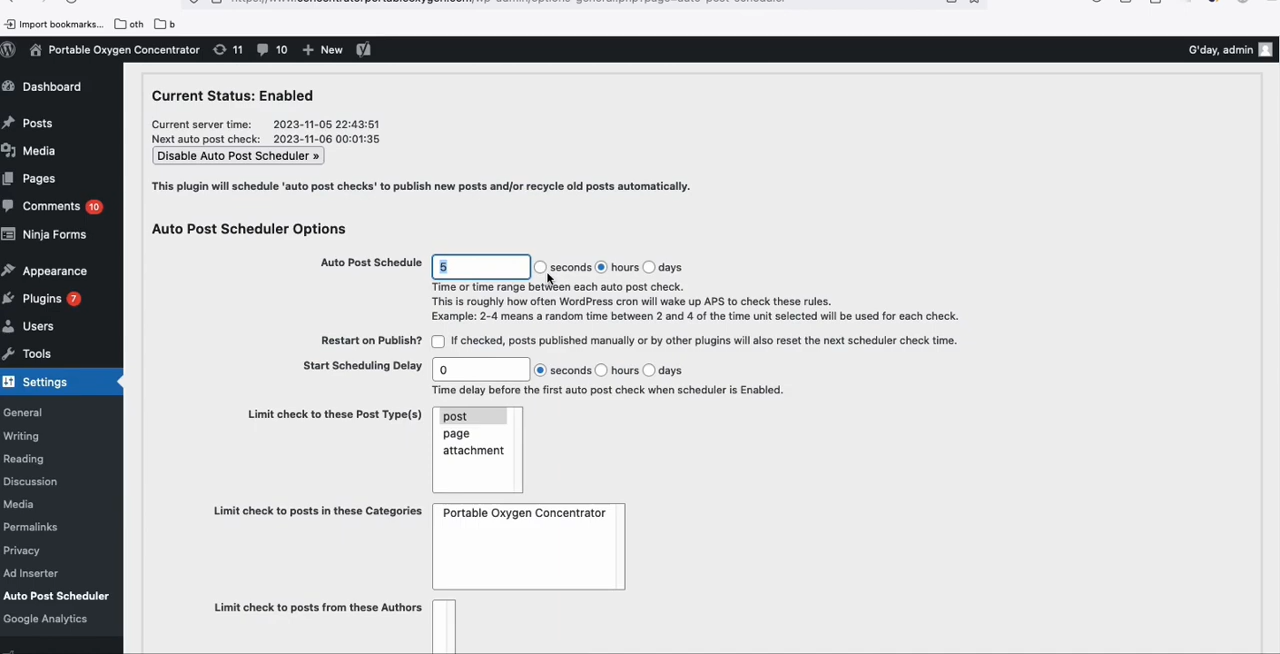 Import bookmarks... oth b
Portable Oxygen Concentrator 11 10 + New G'day, admin
Dashboard
Posts
Media
Pages
Comments 10
Ninja Forms
Appearance
Plugins 7
Users
Tools
Settings
General
Writing
Reading
Discussion
Media
Permalinks
Privacy
Ad Inserter
Auto Post Scheduler
Google Analytics
Current Status: Enabled
Current server time: 2023-11-05 22:43:51
Next auto post check: 2023-11-06 00:01:35
Disable Auto Post Scheduler »
This plugin will schedule 'auto post checks' to publish new posts and/or recycle old posts automatically.
Auto Post Scheduler Options
Auto Post Schedule 5 seconds hours days
Time or time range between each auto post check.
This is roughly how often WordPress cron will wake up APS to check these rules.
Example: 2-4 means a random time between 2 and 4 of the time unit selected will be used for each check.
Restart on Publish? If checked, posts published manually or by other plugins will also reset the next scheduler check time.
Start Scheduling Delay 0 seconds hours days
Time delay before the first auto post check when scheduler is Enabled.
Limit check to these Post Type(s) post
page
attachment
Limit check to posts in these Categories Portable Oxygen Concentrator
Limit check to posts from these Authors